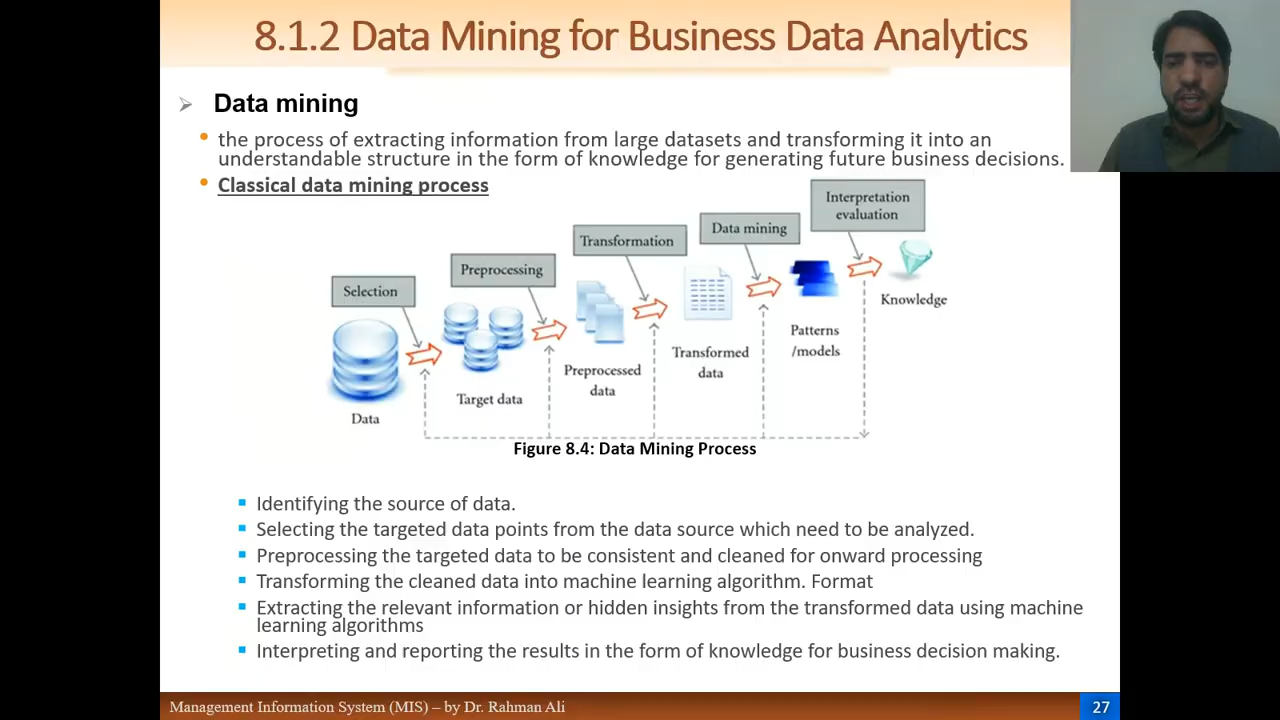 8.1.2 Data Mining for Business Data Analytics
Data mining
the process of extracting information from large datasets and transforming it into an
understandable structure in the form of knowledge for generating future business decisions.
Classical data mining process
Selection
Preprocessing
Transformation
Data mining
Interpretation
evaluation
Data
Target data
Preprocessed
data
Transformed
data
Patterns
/models
Knowledge
Figure 8.4: Data Mining Process
Identifying the source of data.
Selecting the targeted data points from the data source which need to be analyzed.
Preprocessing the targeted data to be consistent and cleaned for onward processing
Transforming the cleaned data into machine learning algorithm. Format
Extracting the relevant information or hidden insights from the transformed data using machine
learning algorithms
Interpreting and reporting the results in the form of knowledge for business decision making.
Management Information System (MIS) – by Dr. Rahman Ali
27